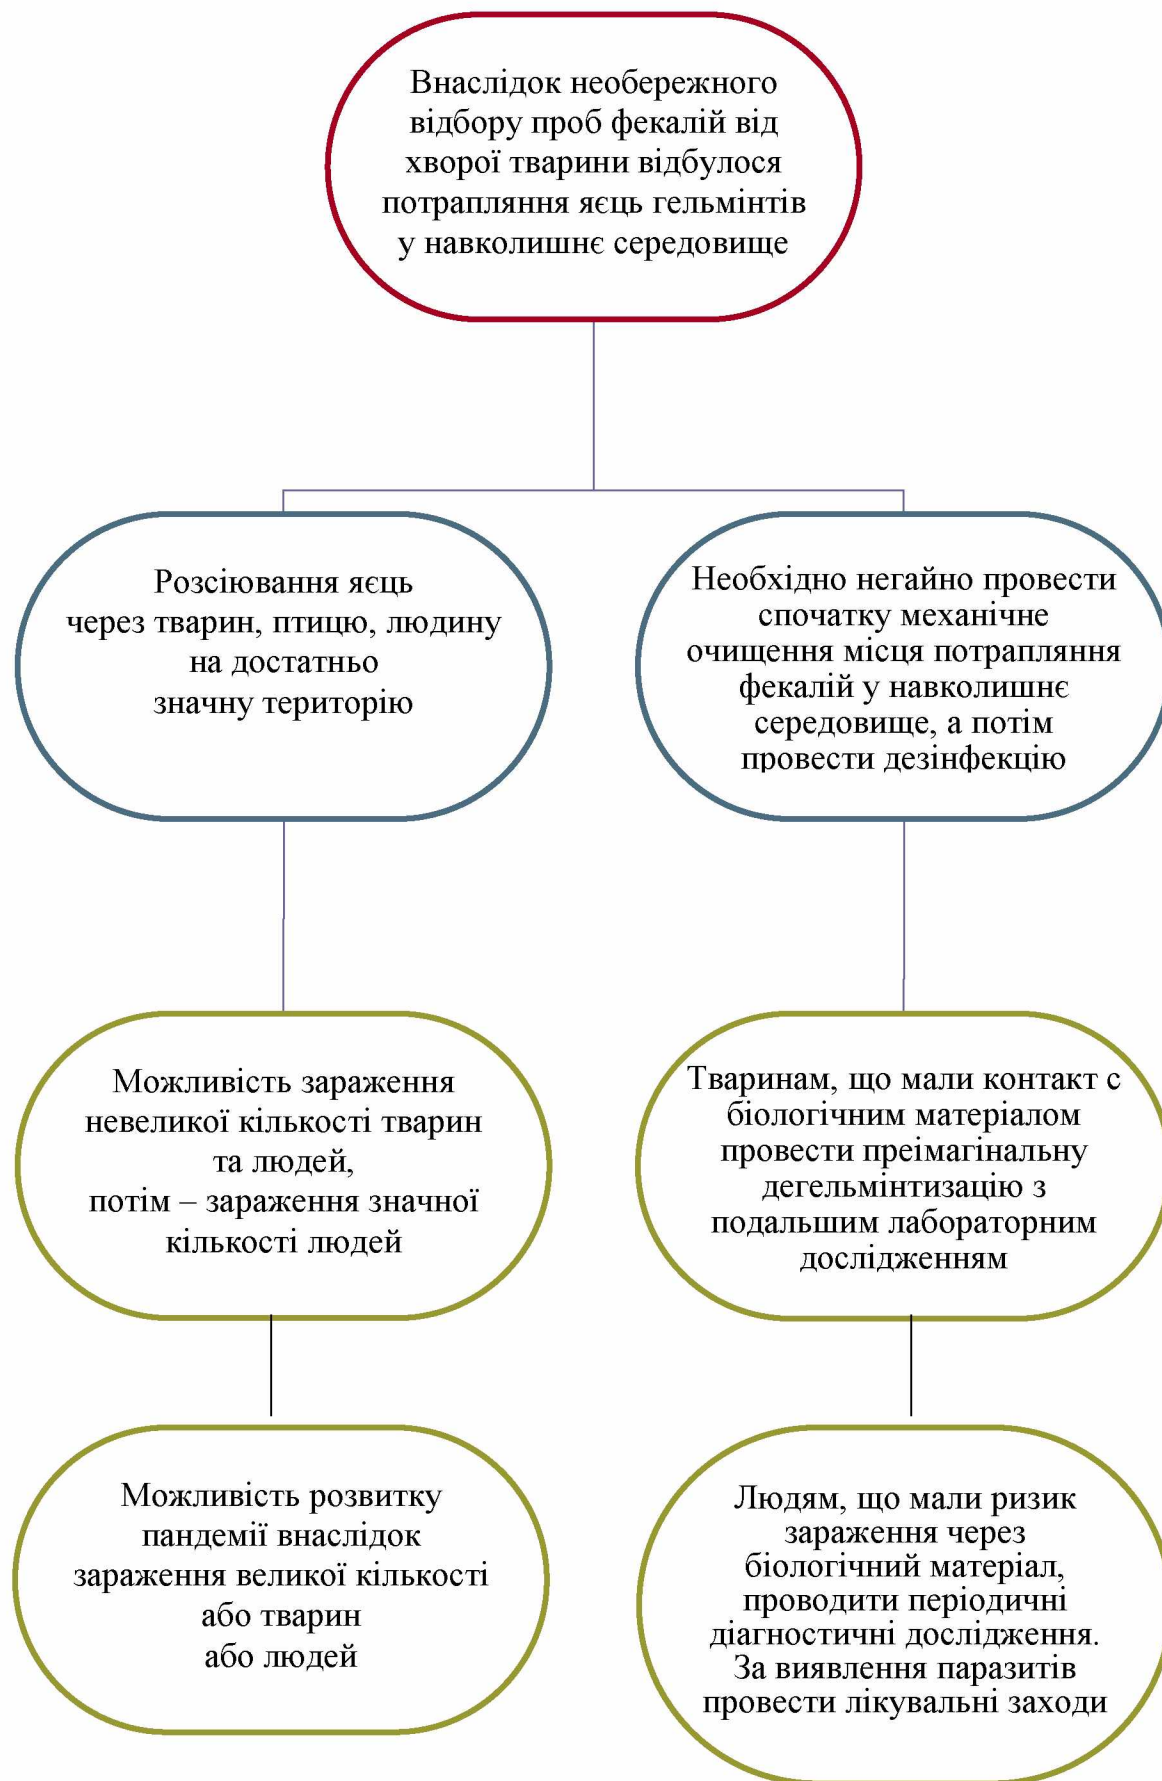 Внаслідок необережного
відбору проб фекалій від
хворої тварини відбулося
потрапляння яєць гельмінтів
у навколишнє середовище
Розсіювання яєць
через тварин, птицю, людину
на достатньо
значну територію
Необхідно негайно провести
спочатку механічне
очищення місця потрапляння
фекалій у навколишнє
середовище, а потім
провести дезінфекцію
Можливість зараження
невеликої кількості тварин
та людей,
потім – зараження значної
кількості людей
Тваринам, що мали контакт с
біологічним матеріалом
провести преімагінальну
дегельмінтизацію з
подальшим лабораторним
дослідженням
Можливість розвитку
пандемії внаслідок
зараження великої кількості
або тварин
або людей
Людям, що мали ризик
зараження через
біологічний матеріал,
проводити періодичні
діагностичні дослідження.
За виявлення паразитів
провести лікувальні заходи